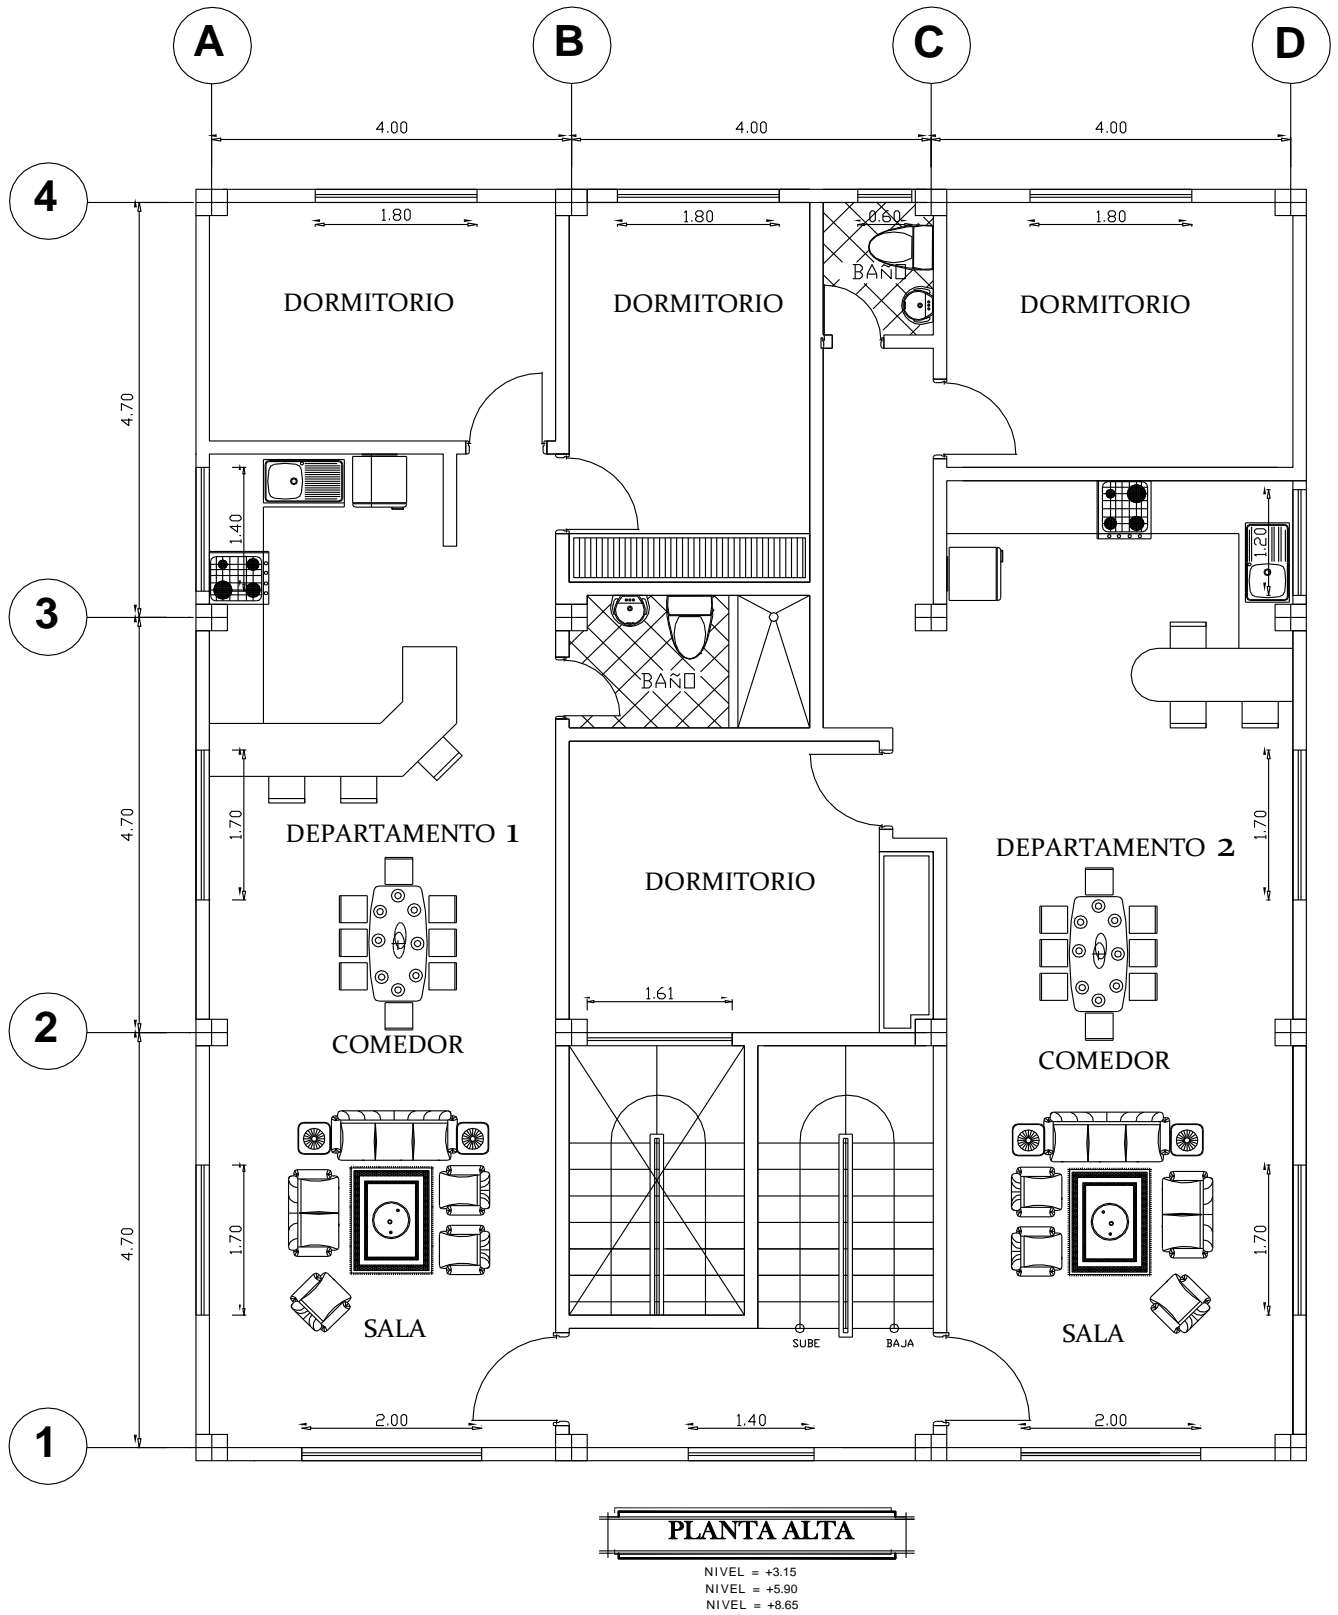 A B C D
4.00 4.00 4.00
4
1.80 1.80 0.60 1.80
BAÑO
DORMITORIO DORMITORIO DORMITORIO
4.70
1.40
1.20
3
BAÑO
4.70
1.70
1.70
DEPARTAMENTO 1
DEPARTAMENTO 2
DORMITORIO
1.61
2
COMEDOR
COMEDOR
4.70
1.70
1.70
SALA
SALA
SUBE BAJA
2.00 1.40 2.00
1
PLANTA ALTA
NIVEL = +3.15
NIVEL = +5.90
NIVEL = +8.65